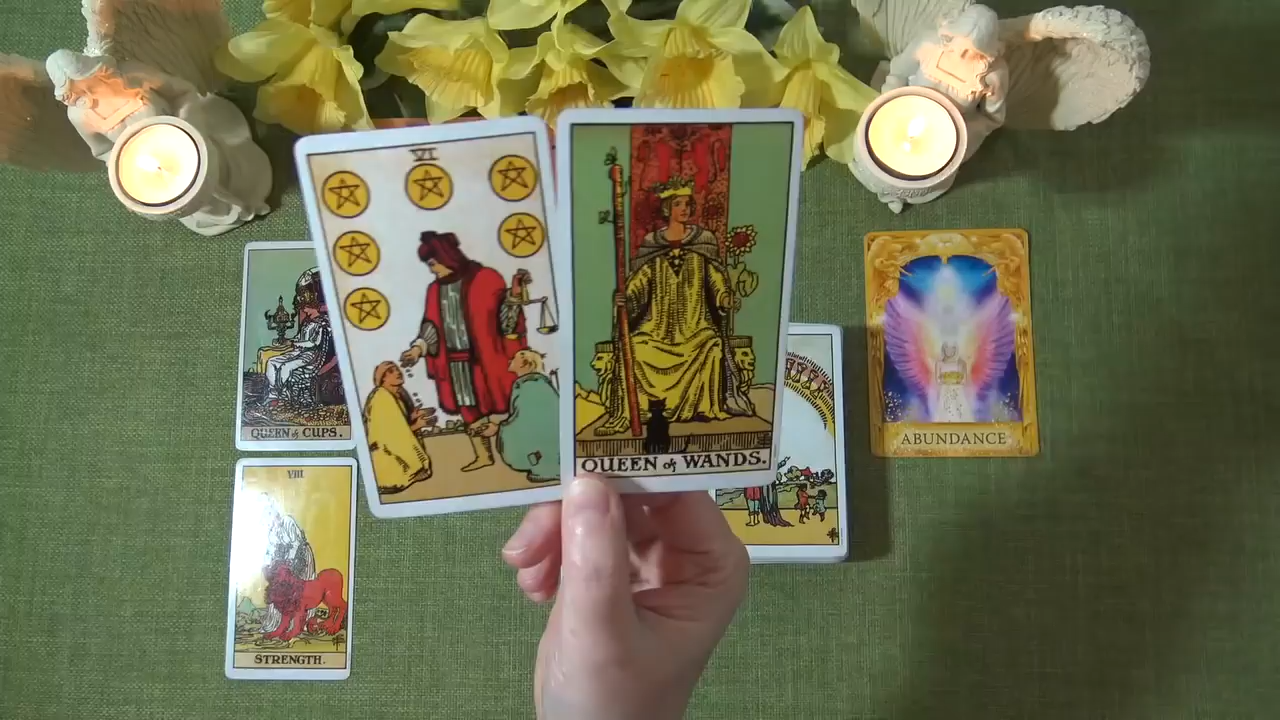 VI
QUEEN of WANDS.
QUEEN of CUPS.
ABUNDANCE
VIII
STRENGTH.